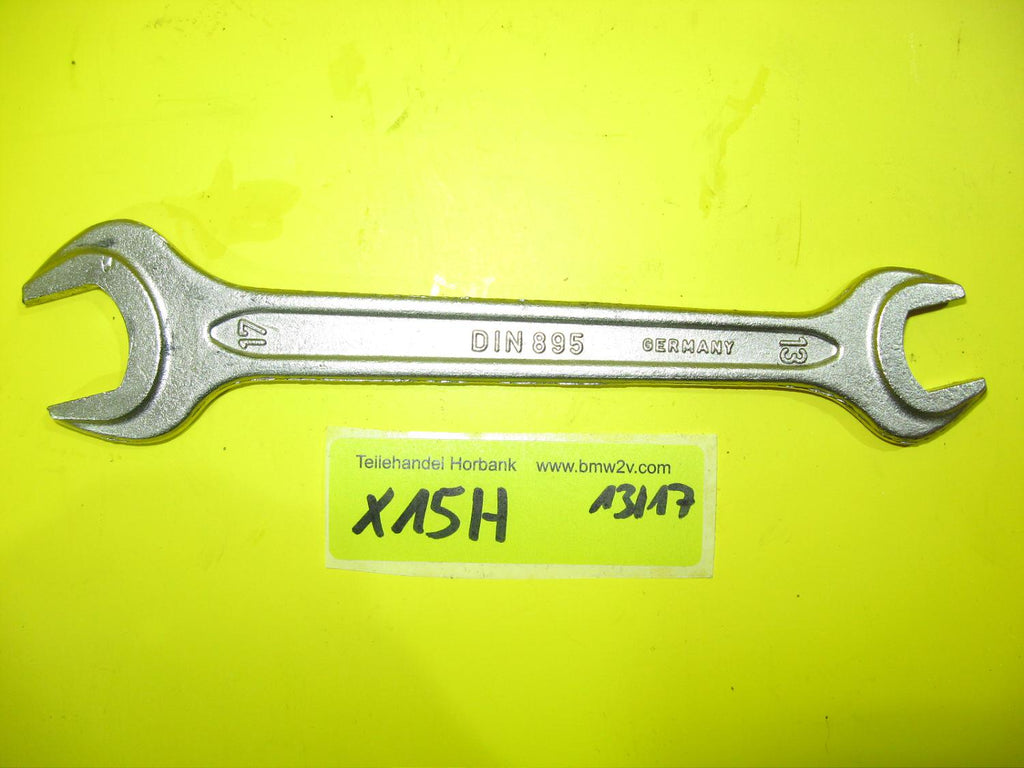 17 DIN 895 GERMANY 13
Teilehandel Horbank www.bmw2v.com
X15H 13/17